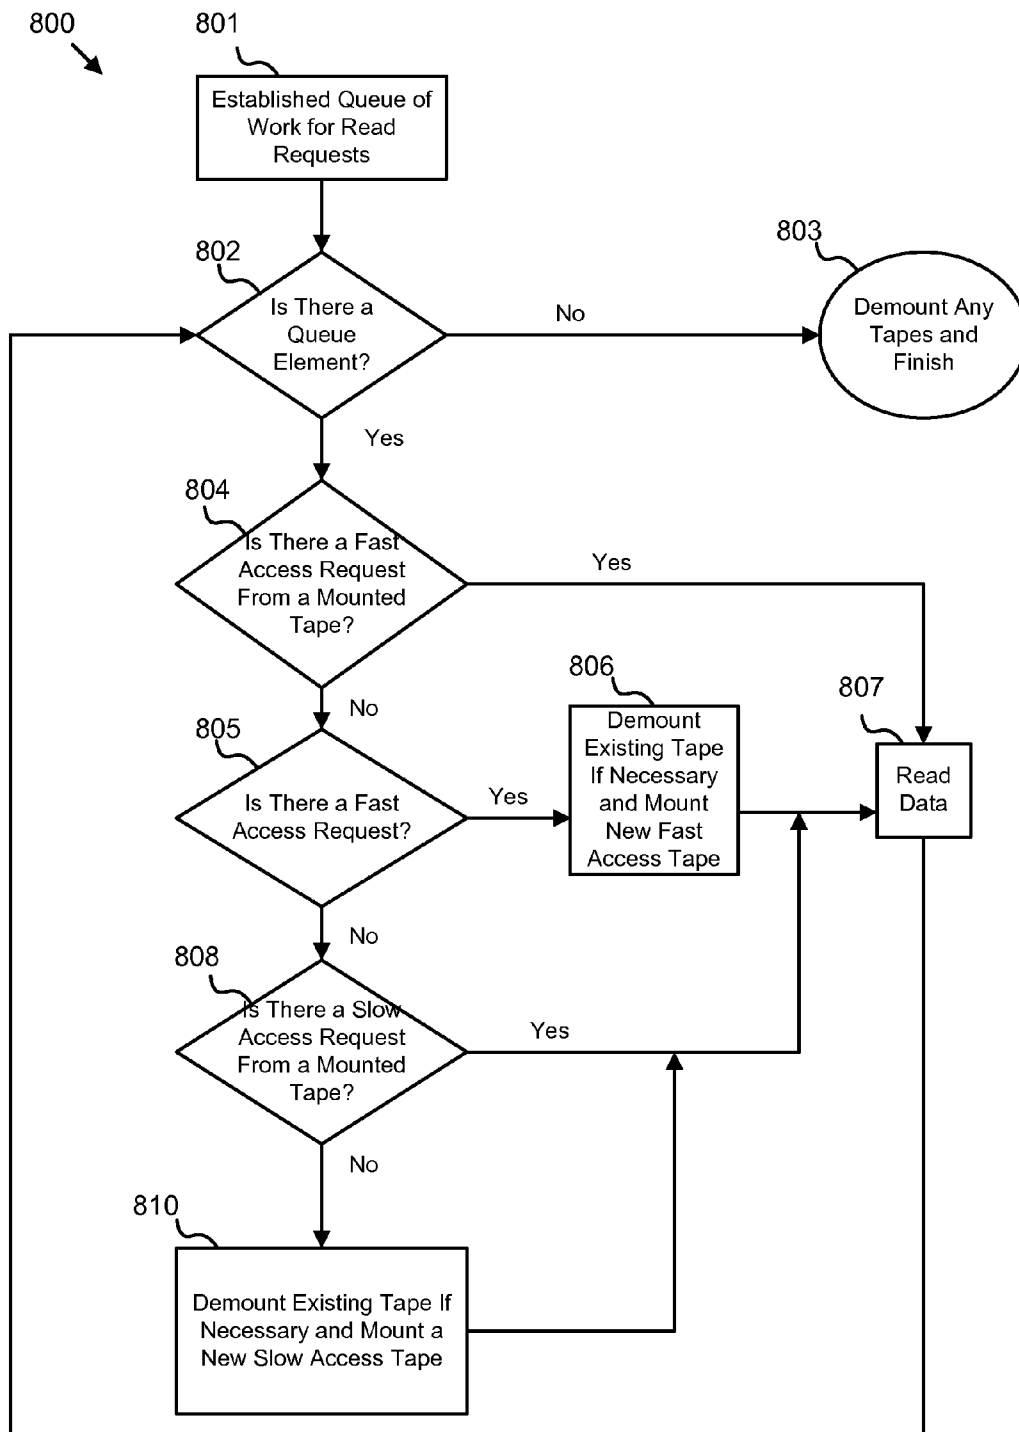 800
801
Established Queue of
Work for Read
Requests
802
Is There a
Queue
Element?
No
803
Demount Any
Tapes and
Finish
Yes
804
Is There a Fast
Access Request
From a Mounted
Tape?
Yes
No
805
Is There a Fast
Access Request?
Yes
806
Demount
Existing Tape
If Necessary
and Mount
New Fast
Access Tape
807
Read
Data
No
808
Is There a Slow
Access Request
From a Mounted
Tape?
Yes
No
810
Demount Existing Tape If
Necessary and Mount a
New Slow Access Tape